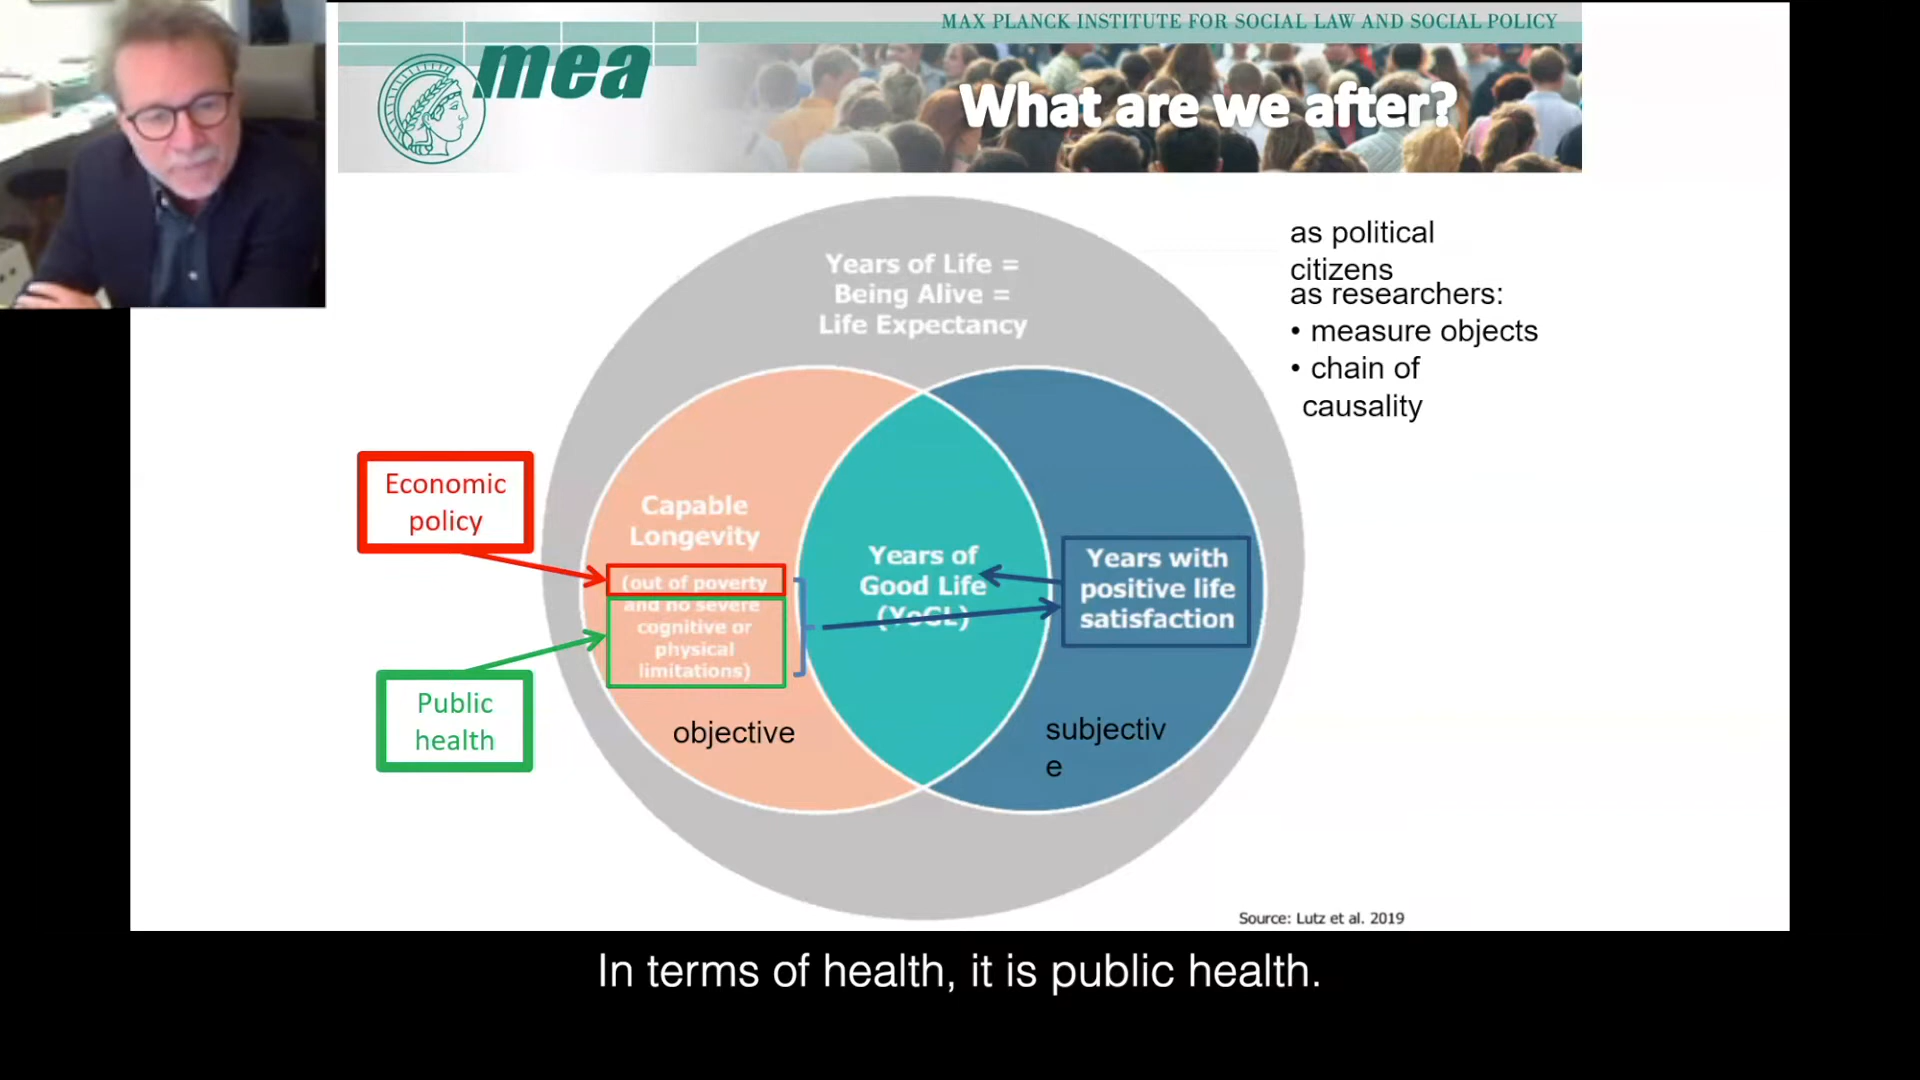 MAX PLANCK INSTITUTE FOR SOCIAL LAW AND SOCIAL POLICY
mea
What are we after?
as political
citizens
as researchers:
• measure objects
• chain of
causality
Years of Life =
Being Alive =
Life Expectancy
Economic
policy
Capable
Longevity
(out of poverty
and no severe
cognitive or
physical
limitations)
Years of
Good Life
(YoGL)
Years with
positive life
satisfaction
Public
health
objective
subjectiv
e
Source: Lutz et al. 2019
In terms of health, it is public health.